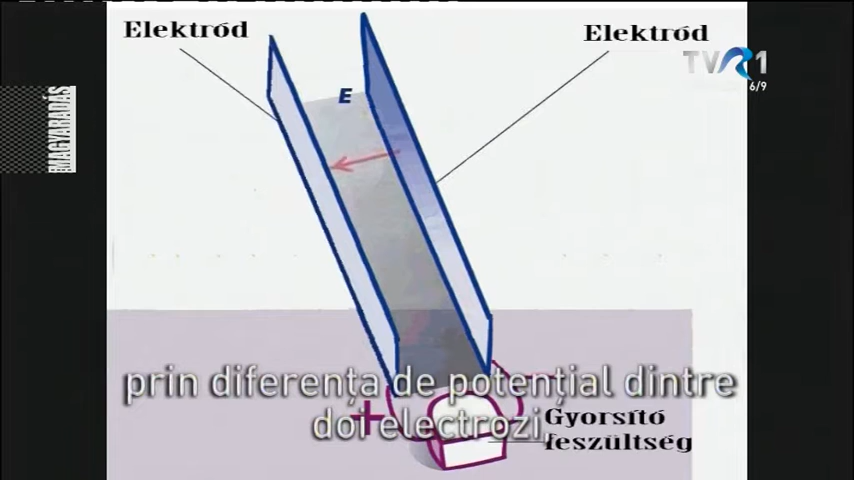 Elektród
Elektród
TVR1
6/9
MAGYARADÁS
E
prin diferența de potențial dintre
doi electrozi
+
Gyorsító
feszültség